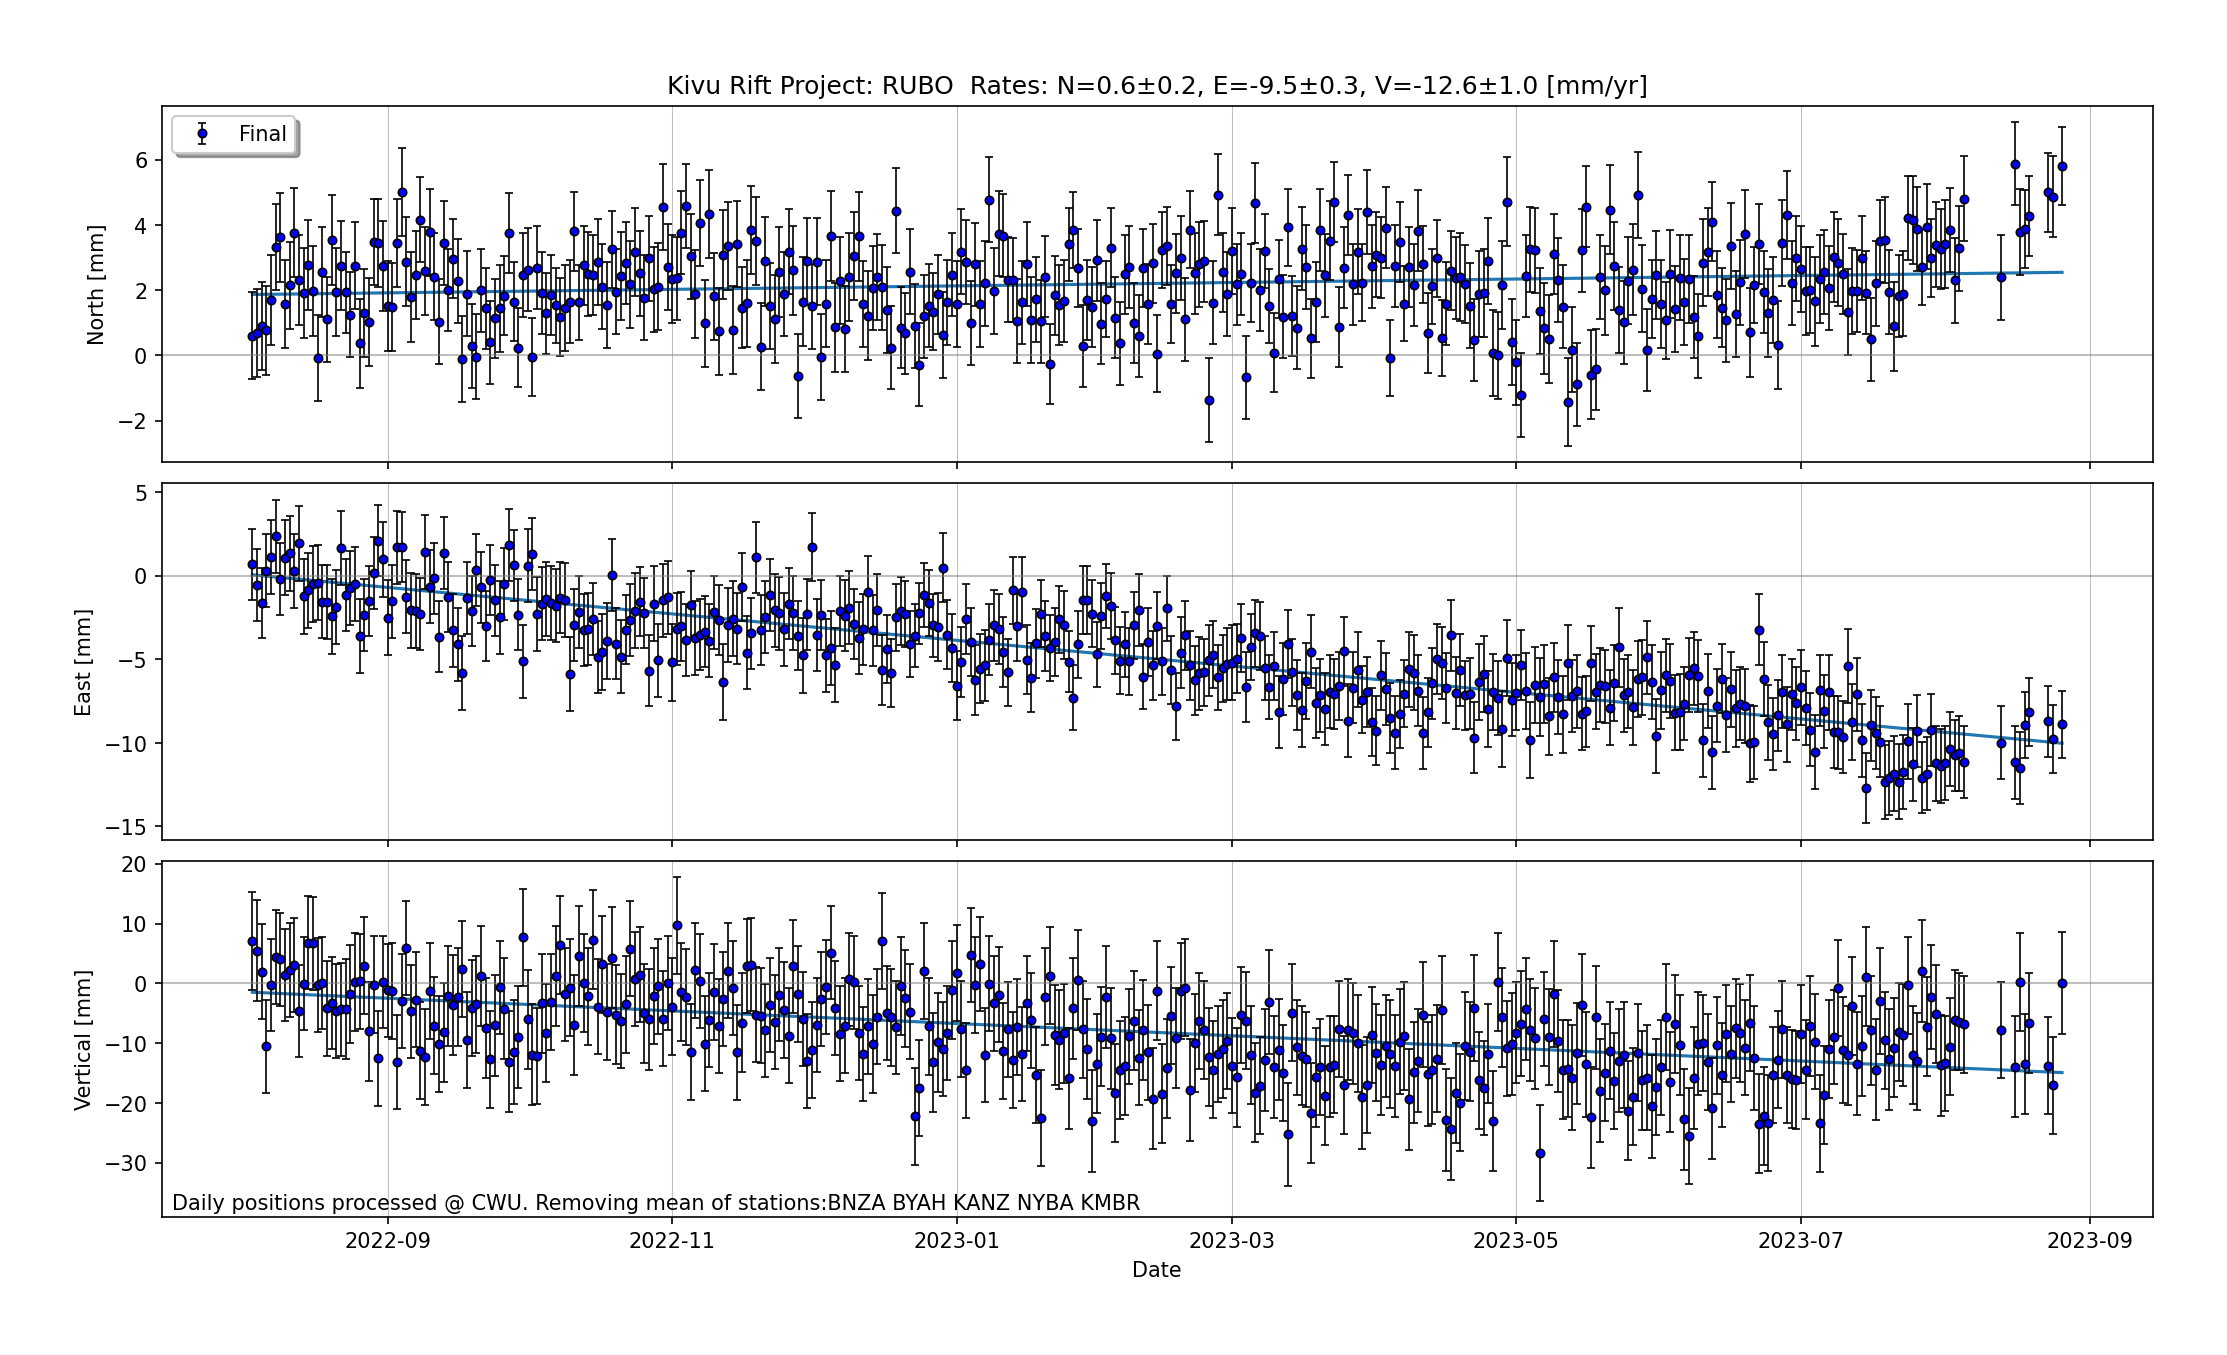 Kivu Rift Project: RUBO  Rates: N=0.6±0.2, E=-9.5±0.3, V=-12.6±1.0 [mm/yr]
Final
North [mm]
6
4
2
0
−2
East [mm]
5
0
−5
−10
−15
Vertical [mm]
20
10
0
−10
−20
−30
Daily positions processed @ CWU. Removing mean of stations:BNZA BYAH KANZ NYBA KMBR
2022-09 2022-11 2023-01 2023-03 2023-05 2023-07 2023-09
Date